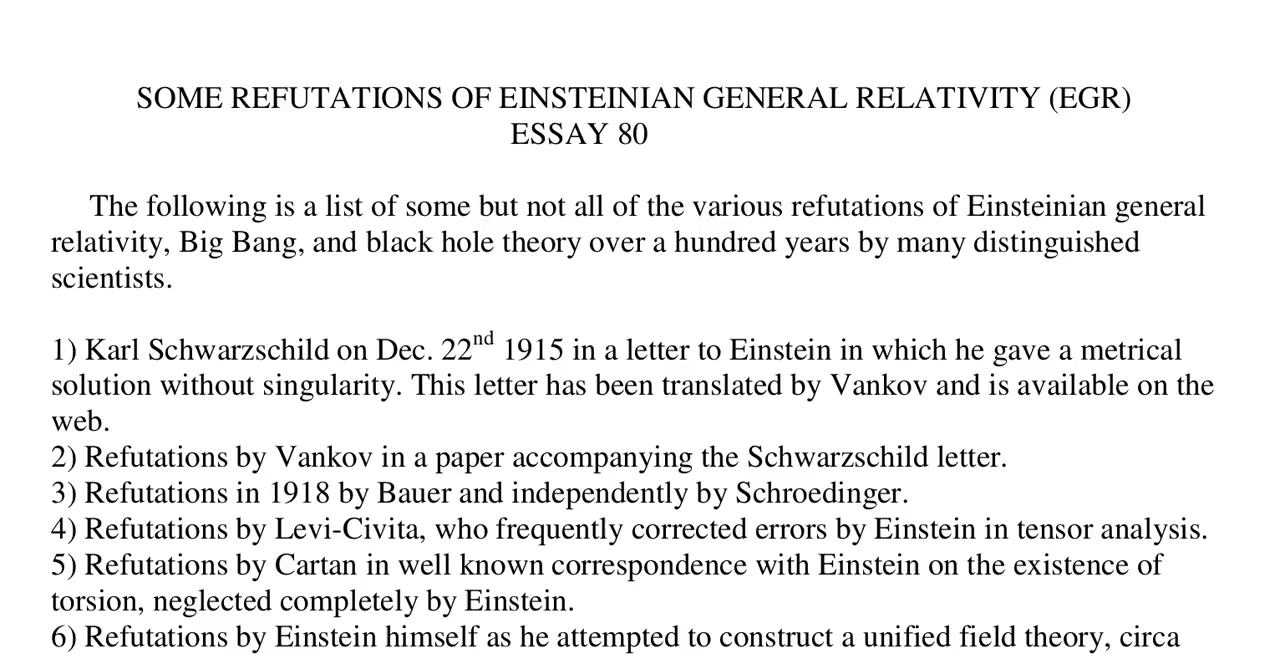 SOME REFUTATIONS OF EINSTEINIAN GENERAL RELATIVITY (EGR)
ESSAY 80
The following is a list of some but not all of the various refutations of Einsteinian general
relativity, Big Bang, and black hole theory over a hundred years by many distinguished
scientists.
1) Karl Schwarzschild on Dec. 22nd 1915 in a letter to Einstein in which he gave a metrical
solution without singularity. This letter has been translated by Vankov and is available on the
web.
2) Refutations by Vankov in a paper accompanying the Schwarzschild letter.
3) Refutations in 1918 by Bauer and independently by Schroedinger.
4) Refutations by Levi-Civita, who frequently corrected errors by Einstein in tensor analysis.
5) Refutations by Cartan in well known correspondence with Einstein on the existence of
torsion, neglected completely by Einstein.
6) Refutations by Einstein himself as he attempted to construct a unified field theory, circa